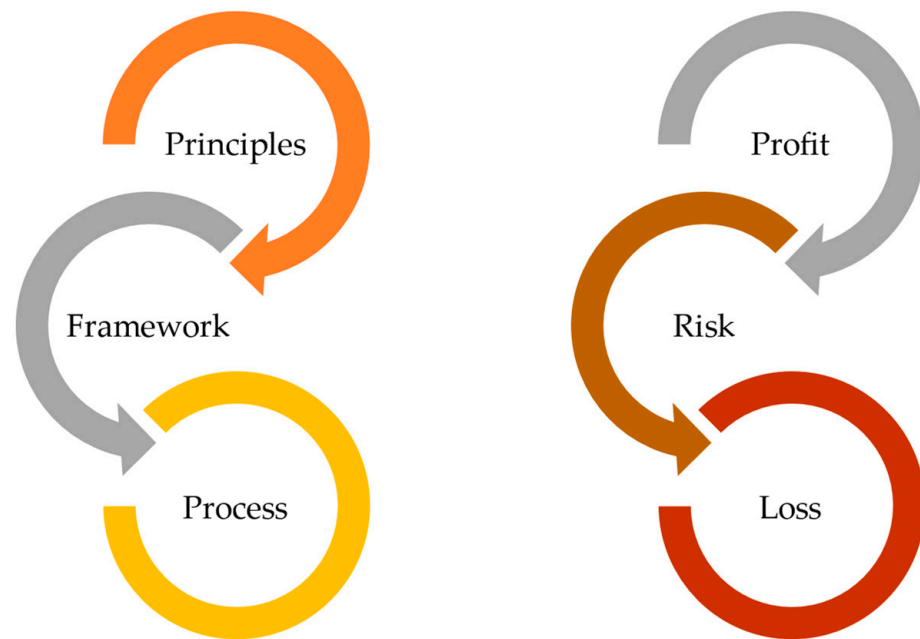 Principles
Framework
Process
Profit
Risk
Loss